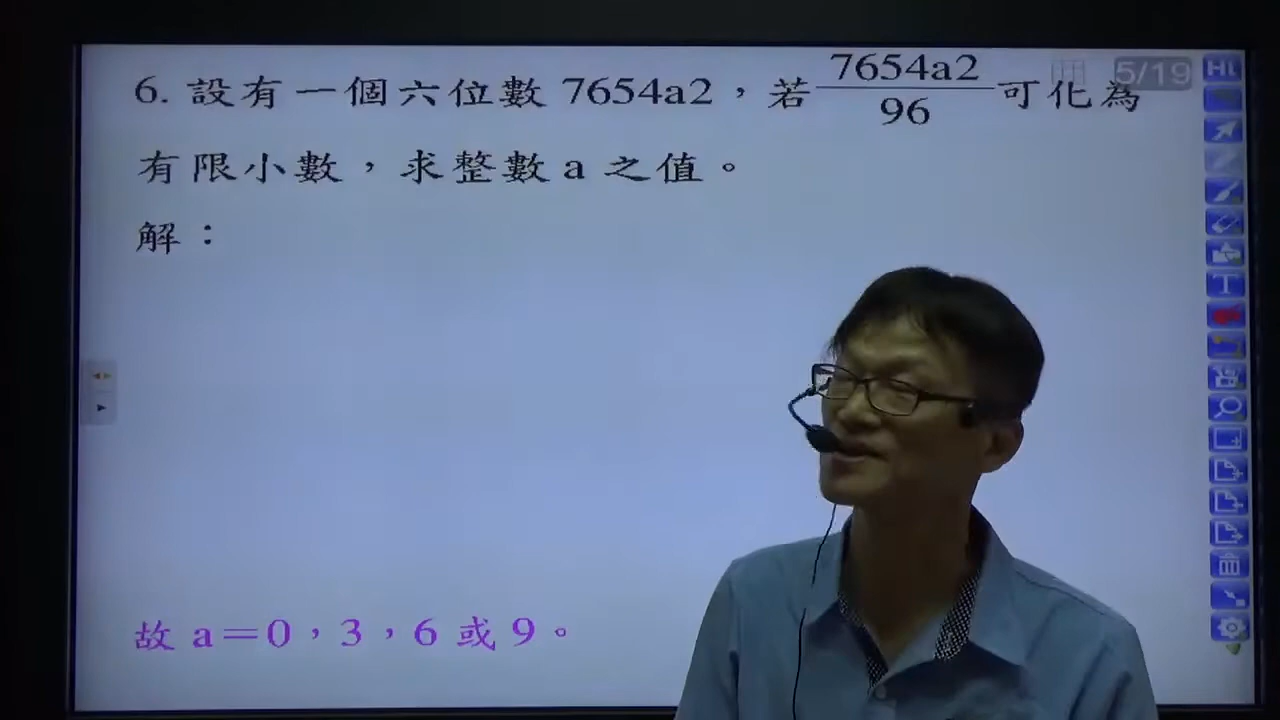 6. 設有一個六位數 7654a2，若 7654a2/96 可化為
5/19
有限小數，求整數 a 之值。
解：
故 a＝0，3，6 或 9。